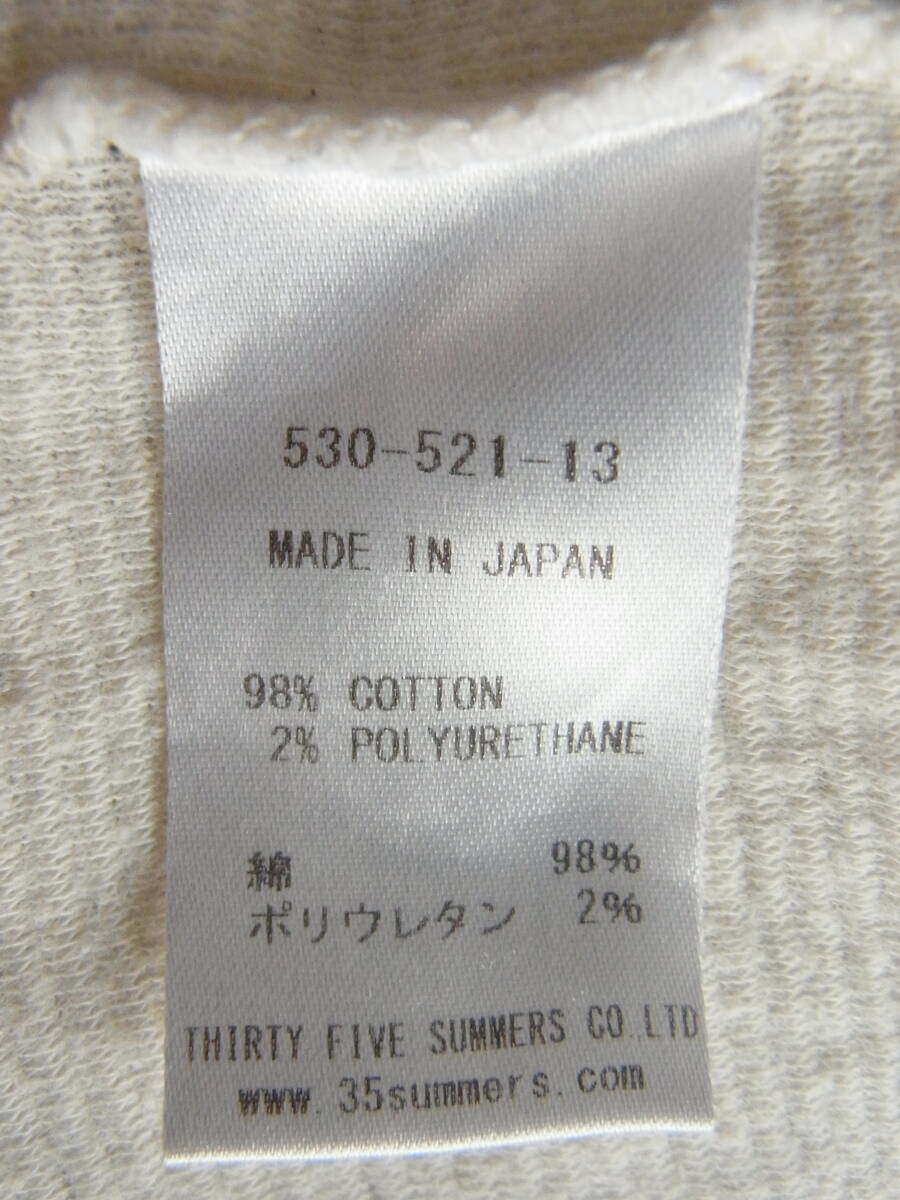 530-521-13
MADE IN JAPAN
98% COTTON
2% POLYURETHANE
綿 98%
ポリウレタン 2%
THIRTY FIVE SUMMERS CO.,LTD
www.35summers.com